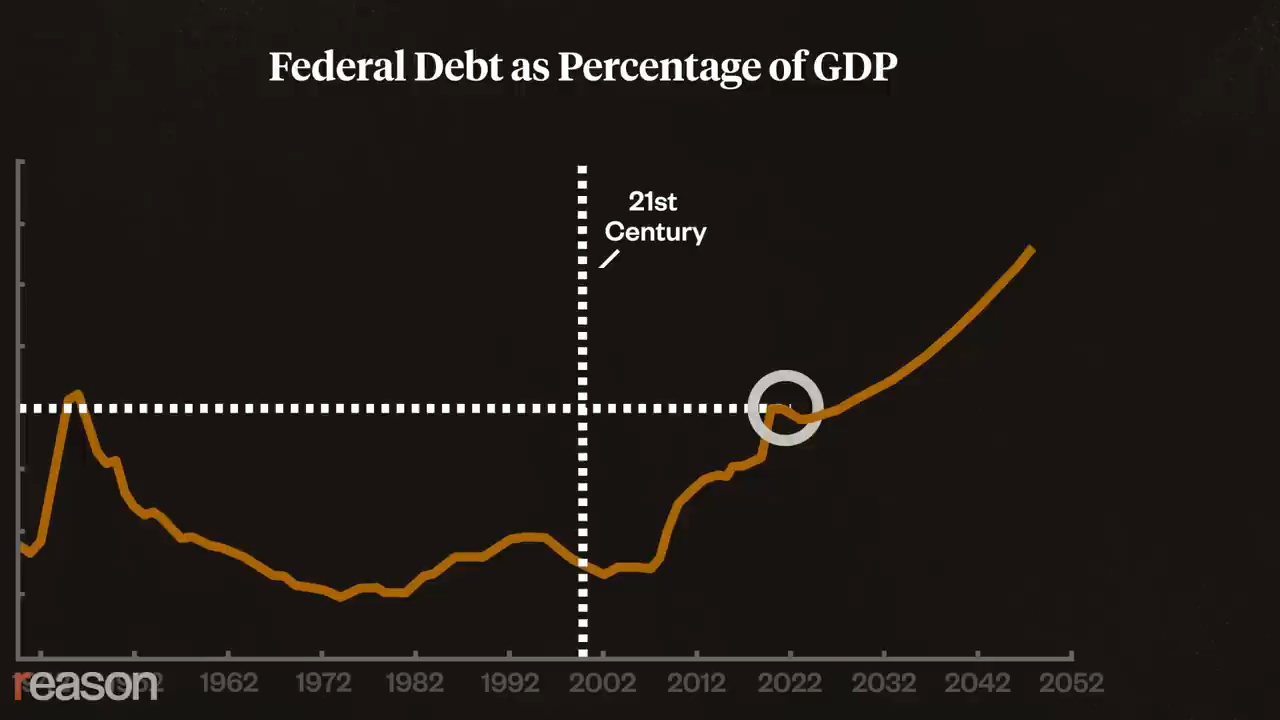 Federal Debt as Percentage of GDP
21st
Century
reason
1962 1972 1982 1992 2002 2012 2022 2032 2042 2052